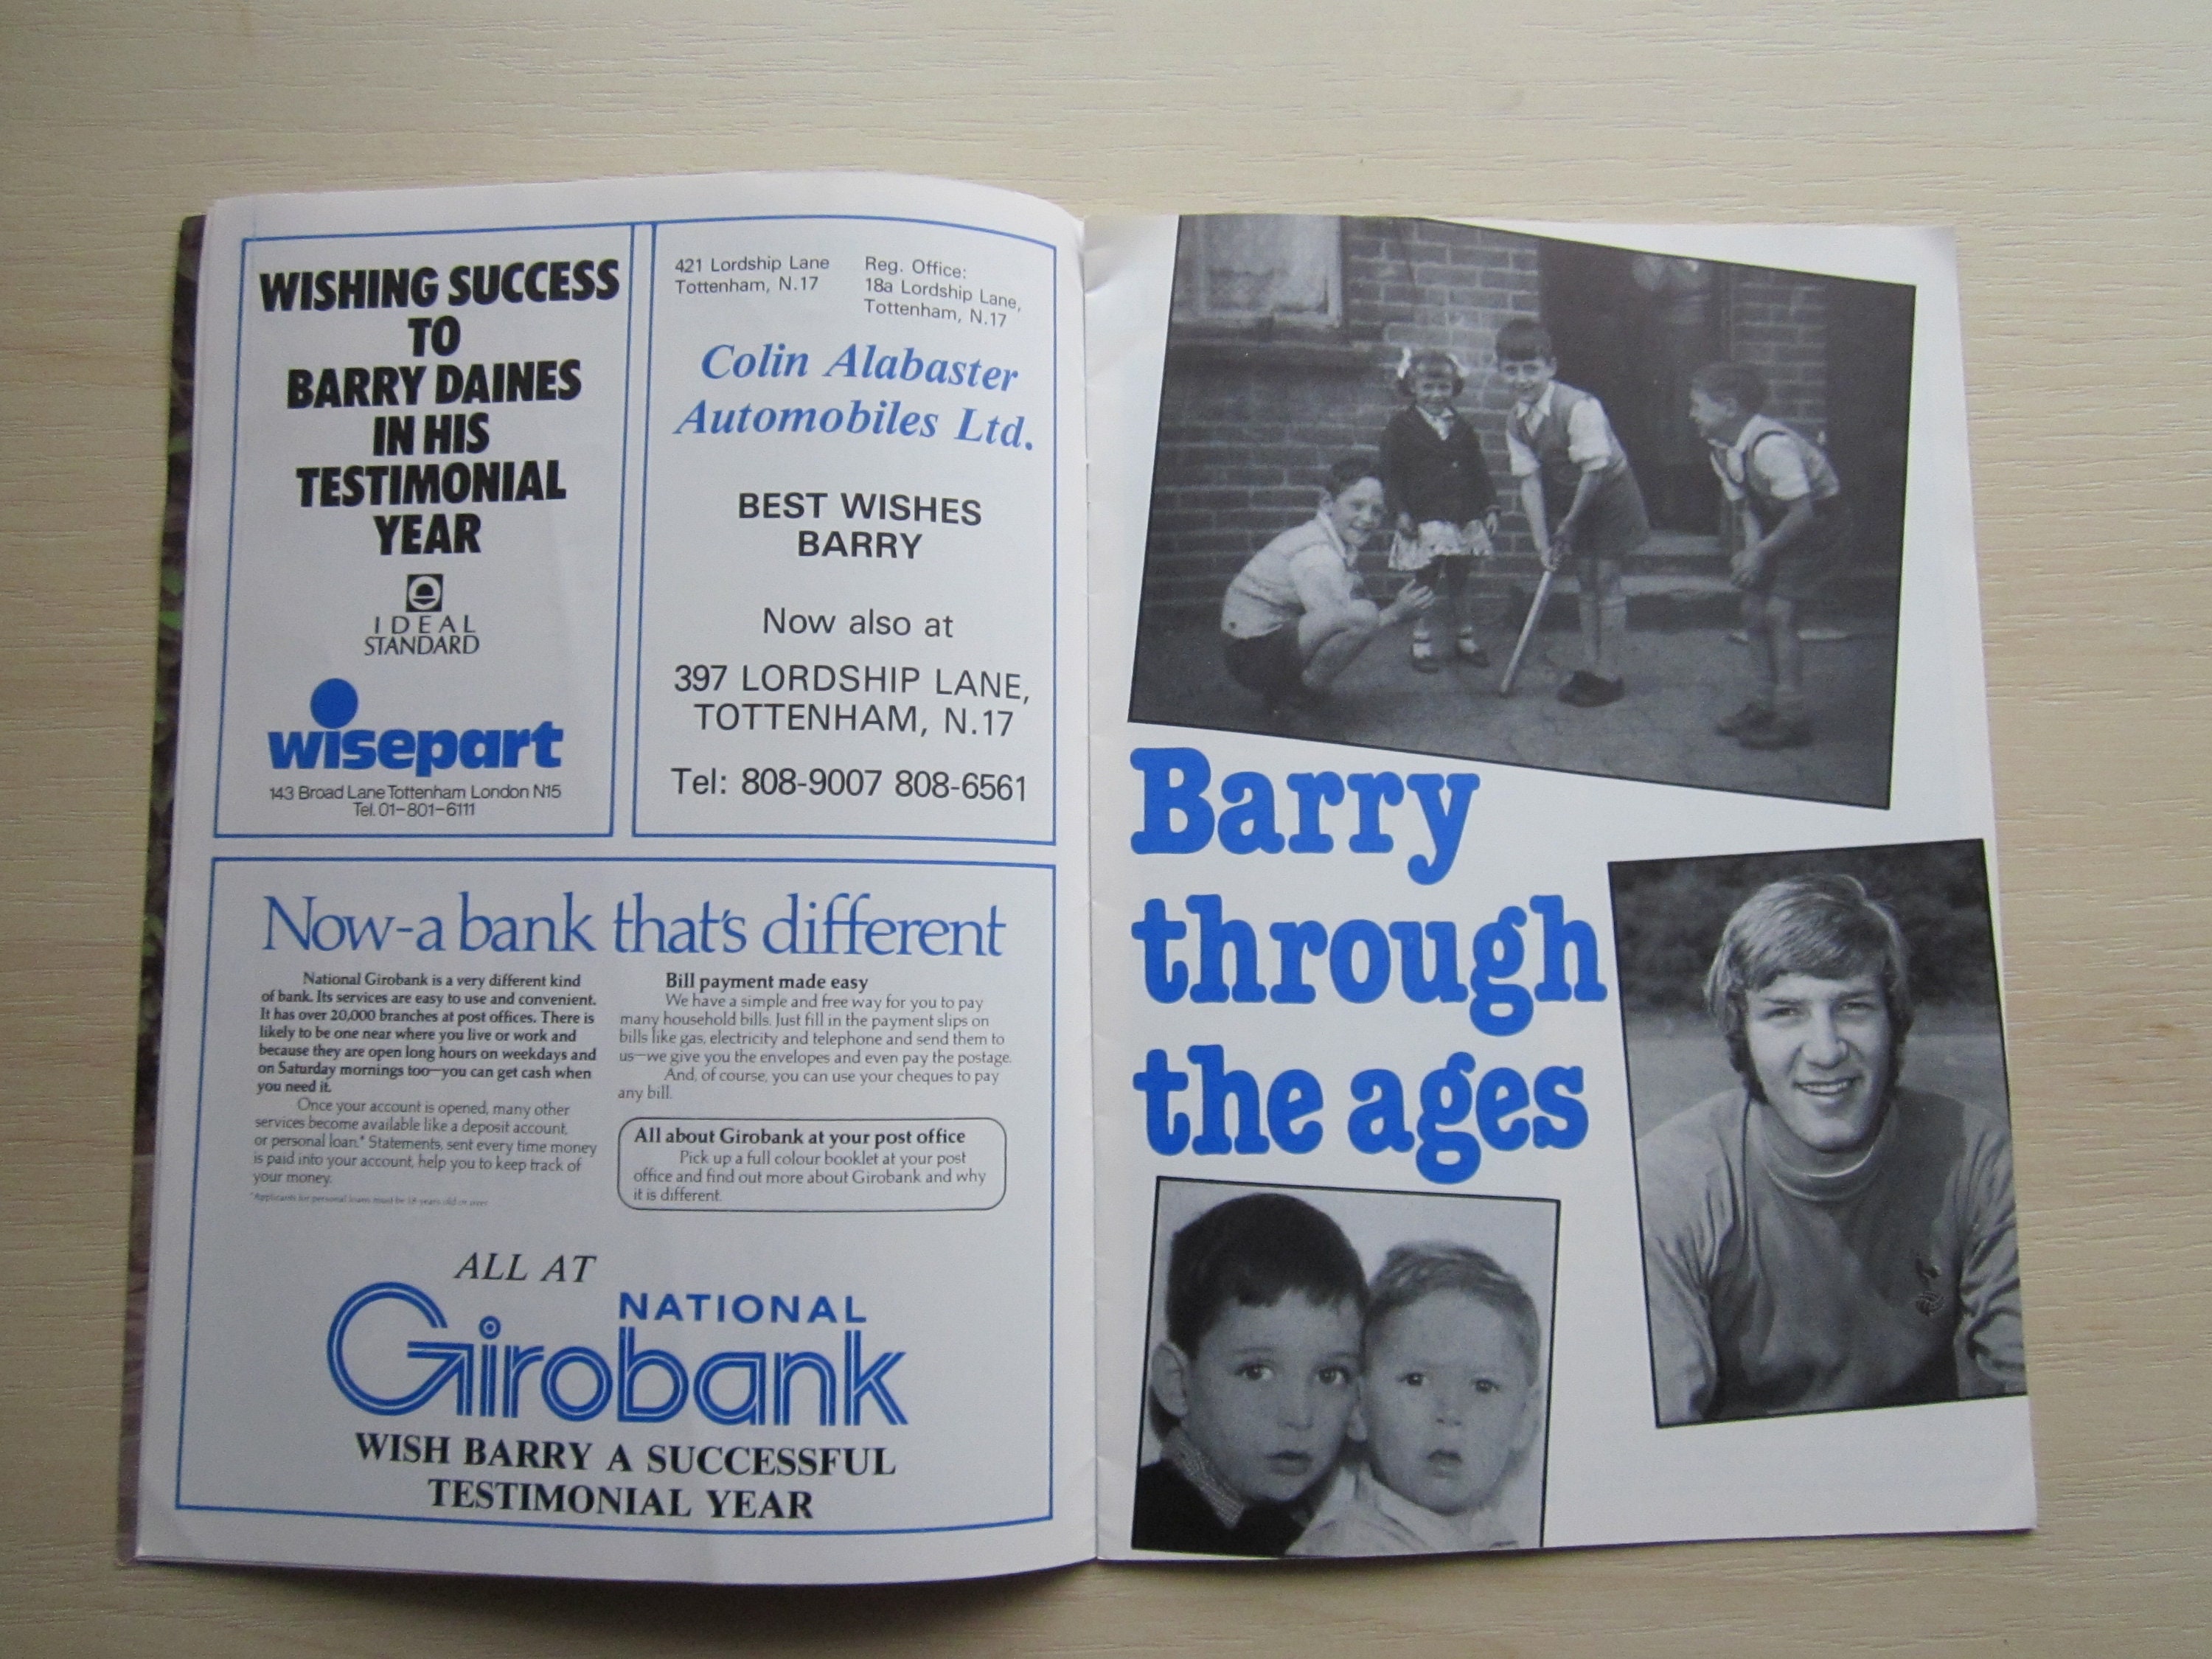 WISHING SUCCESS
TO
BARRY DAINES
IN HIS
TESTIMONIAL
YEAR
IDEAL
STANDARD
wisepart
143 Broad Lane Tottenham London N15
Tel. 01-801-6111
421 Lordship Lane
Tottenham, N.17
Reg. Office:
18a Lordship Lane,
Tottenham, N.17
Colin Alabaster
Automobiles Ltd.
BEST WISHES
BARRY
Now also at
397 LORDSHIP LANE,
TOTTENHAM, N.17
Tel: 808-9007 808-6561
Now-a bank that's different
National Girobank is a very different kind
of bank. Its services are easy to use and convenient.
It has over 20,000 branches at post offices. There is
likely to be one near where you live or work and
because they are open long hours on weekdays and
on Saturday mornings too—you can get cash when
you need it.
Once your account is opened, many other
services become available like a deposit account,
or personal loan.* Statements, sent every time money
is paid into your account, help you to keep track of
your money.
*Applicants for personal loans must be 18 years old or over
Bill payment made easy
We have a simple and free way for you to pay
many household bills. Just fill in the payment slips on
bills like gas, electricity and telephone and send them to
us—we give you the envelopes and even pay the postage.
And, of course, you can use your cheques to pay
any bill.
All about Girobank at your post office
Pick up a full colour booklet at your post
office and find out more about Girobank and why
it is different.
ALL AT
NATIONAL
Girobank
WISH BARRY A SUCCESSFUL
TESTIMONIAL YEAR
Barry
through
the ages